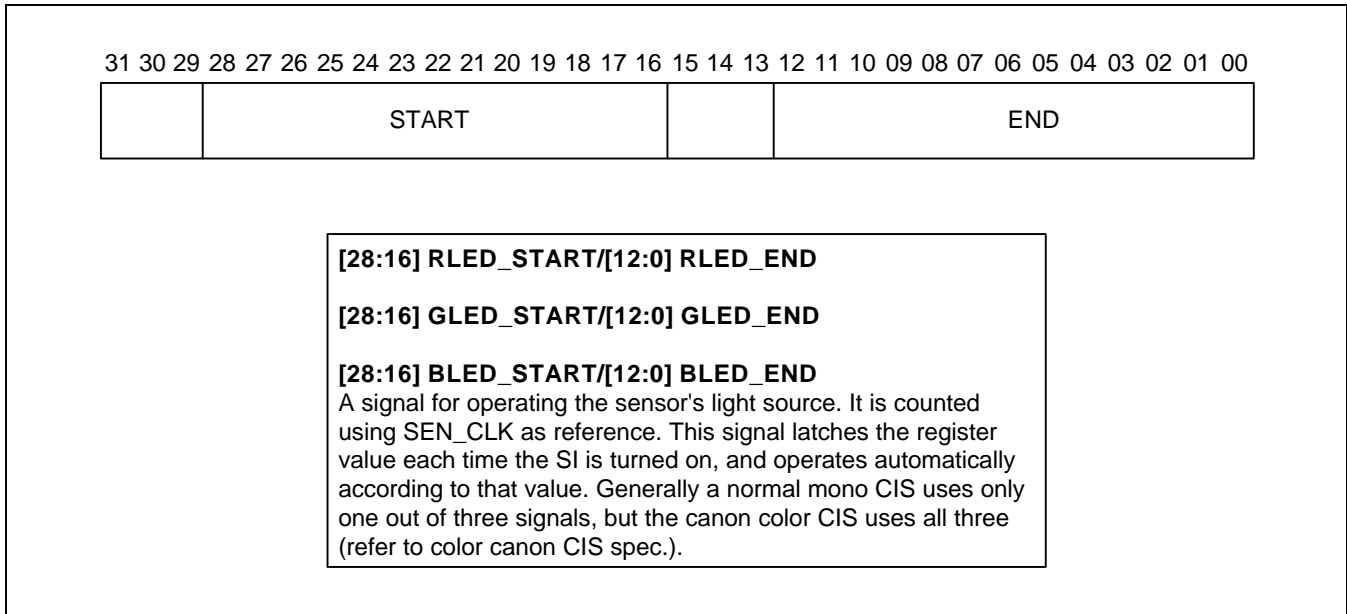 31 30 29 28 27 26 25 24 23 22 21 20 19 18 17 16 15 14 13 12 11 10 09 08 07 06 05 04 03 02 01 00
START END
[28:16] RLED_START/[12:0] RLED_END
[28:16] GLED_START/[12:0] GLED_END
[28:16] BLED_START/[12:0] BLED_END
A signal for operating the sensor's light source. It is counted
using SEN_CLK as reference. This signal latches the register
value each time the SI is turned on, and operates automatically
according to that value. Generally a normal mono CIS uses only
one out of three signals, but the canon color CIS uses all three
(refer to color canon CIS spec.).